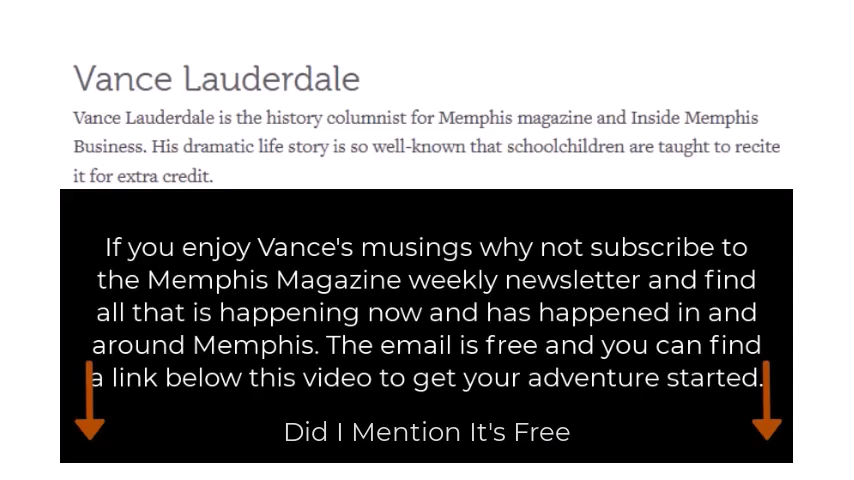 Vance Lauderdale
Vance Lauderdale is the history columnist for Memphis magazine and Inside Memphis
Business. His dramatic life story is so well-known that schoolchildren are taught to recite
it for extra credit.
If you enjoy Vance's musings why not subscribe to
the Memphis Magazine weekly newsletter and find
all that is happening now and has happened in and
around Memphis. The email is free and you can find
a link below this video to get your adventure started.
Did I Mention It's Free